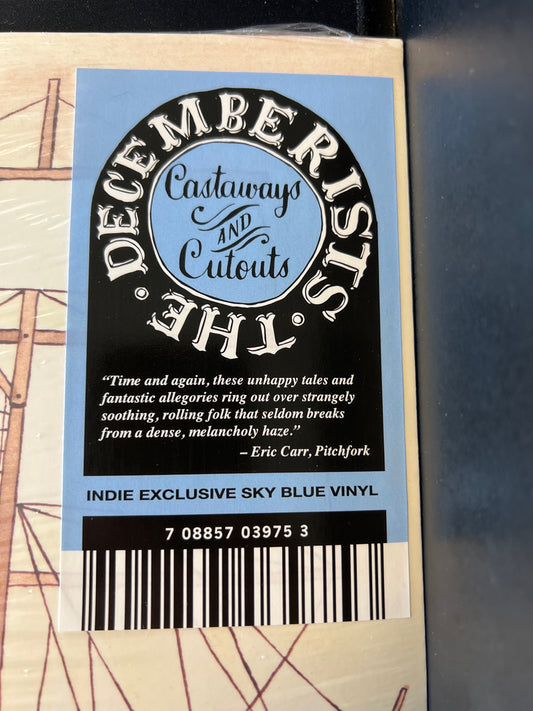 THE DECEMBERISTS
Castaways
AND
Cutouts
“Time and again, these unhappy tales and
fantastic allegories ring out over strangely
soothing, rolling folk that seldom breaks
from a dense, melancholy haze.”
– Eric Carr, Pitchfork
INDIE EXCLUSIVE SKY BLUE VINYL
7 08857 03975 3